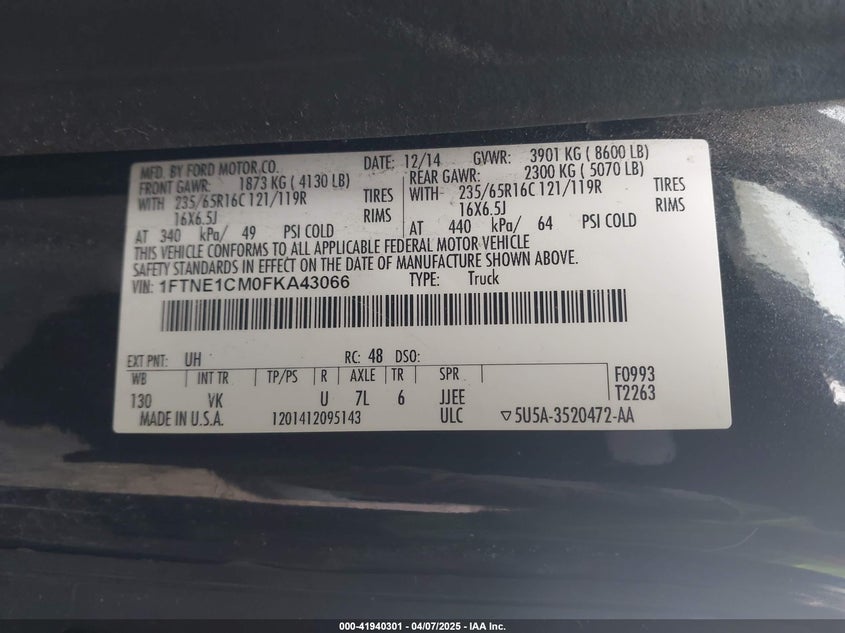 MFD. BY FORD MOTOR CO.
DATE: 12/14 GVWR: 3901 KG ( 8600 LB)
FRONT GAWR: 1873 KG ( 4130 LB)
WITH 235/65R16C 121/119R TIRES
16X6.5J RIMS
AT 340 kPa/ 49 PSI COLD
REAR GAWR: 2300 KG ( 5070 LB)
WITH 235/65R16C 121/119R TIRES
16X6.5J RIMS
AT 440 kPa/ 64 PSI COLD
THIS VEHICLE CONFORMS TO ALL APPLICABLE FEDERAL MOTOR VEHICLE
SAFETY STANDARDS IN EFFECT ON THE DATE OF MANUFACTURE SHOWN ABOVE.
VIN: 1FTNE1CM0FKA43066 TYPE: Truck
EXT PNT: UH RC: 48 DSO:
WB INT TR TP/PS R AXLE TR SPR F0993
130 VK U 7L 6 JJEE T2263
MADE IN U.S.A. 1201412095143 ULC ▽5U5A-3520472-AA
000-41940301 - 04/07/2025 - IAA Inc.